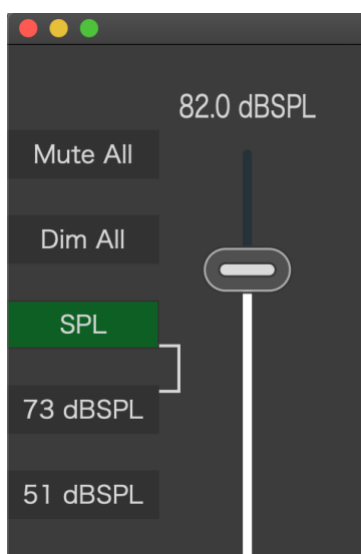 82.0 dBSPL
Mute All
Dim All
SPL
73 dBSPL
51 dBSPL